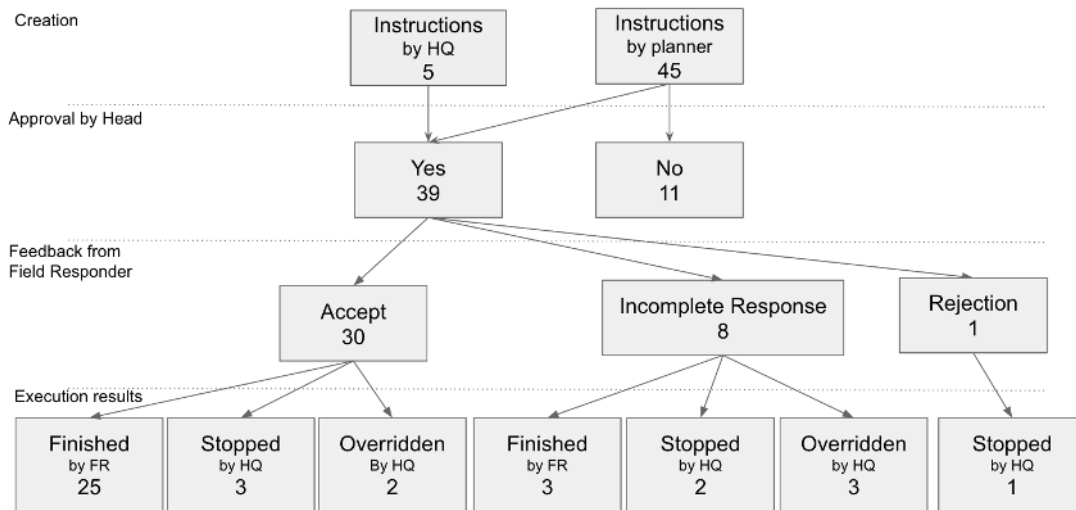 Creation
Instructions
by HQ
5
Instructions
by planner
45
Approval by Head
Yes
39
No
11
Feedback from
Field Responder
Accept
30
Incomplete Response
8
Rejection
1
Execution results
Finished
by FR
25
Stopped
by HQ
3
Overridden
By HQ
2
Finished
by FR
3
Stopped
by HQ
2
Overridden
by HQ
3
Stopped
by HQ
1